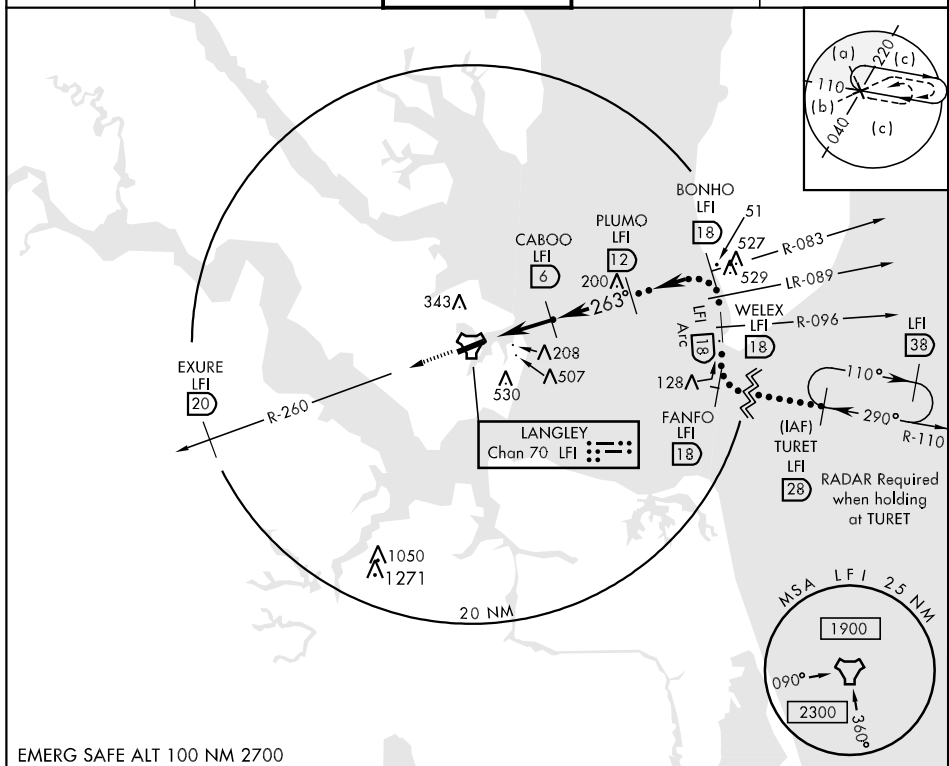 (a)
220
(c)
110
(b)
040
(c)
BONHO
LFI
18
51
527
529
R-083
PLUMO
LFI
12
200
CABOO
LFI
6
263°
LR-089
343
WELEX
LFI
18
R-096
LFI
Arc
18
LFI
38
208
507
530
128
110°
290°
R-110
EXURE
LFI
20
R-260
FANFO
LFI
18
(IAF)
TURET
LFI
28
LANGLEY
Chan 70 LFI
RADAR Required
when holding
at TURET
1050
1271
20 NM
MSA LFI 25 NM
1900
090°
2300
360°
EMERG SAFE ALT 100 NM 2700